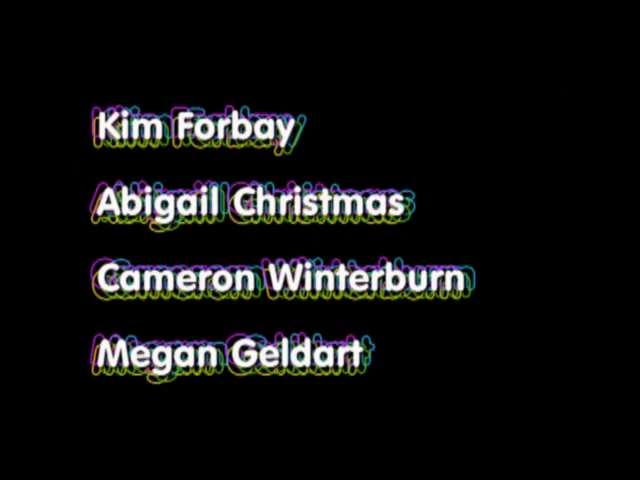 Kim Forbay
Abigail Christmas
Cameron Winterburn
Megan Geldart